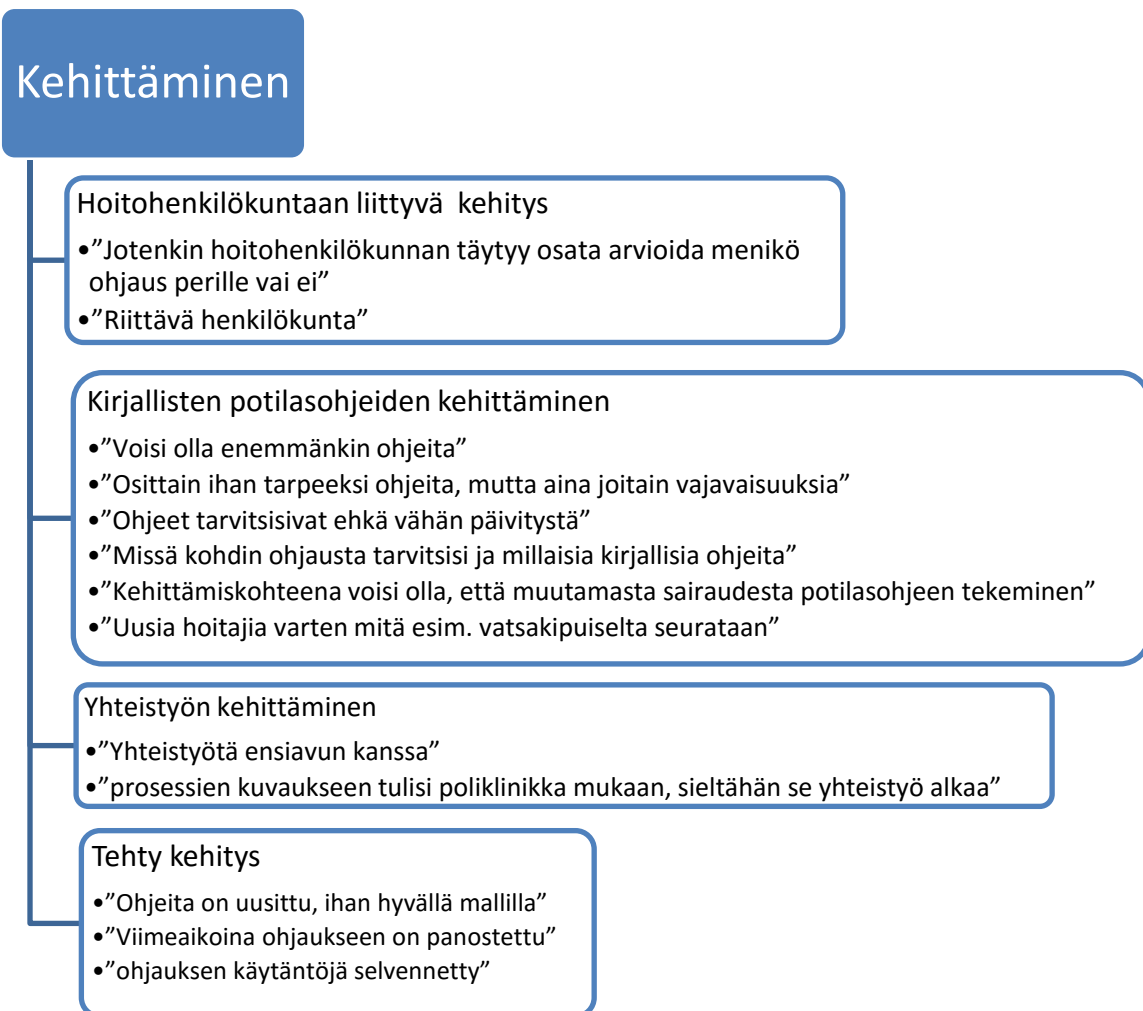 Kehittäminen
Hoitohenkilökuntaan liittyvä  kehitys
•”Jotenkin hoitohenkilökunnan täytyy osata arvioida menikö
ohjaus perille vai ei”
•”Riittävä henkilökunta”
Kirjallisten potilasohjeiden kehittäminen
•”Voisi olla enemmänkin ohjeita”
•”Osittain ihan tarpeeksi ohjeita, mutta aina joitain vajavaisuuksia”
•”Ohjeet tarvitsisivat ehkä vähän päivitystä”
•”Missä kohdin ohjausta tarvitsisi ja millaisia kirjallisia ohjeita”
•”Kehittämiskohteena voisi olla, että muutamasta sairaudesta potilasohjeen tekeminen”
•”Uusia hoitajia varten mitä esim. vatsakipuiselta seurataan”
Yhteistyön kehittäminen
•”Yhteistyötä ensiavun kanssa”
•”prosessien kuvaukseen tulisi poliklinikka mukaan, sieltähän se yhteistyö alkaa”
Tehty kehitys
•”Ohjeita on uusittu, ihan hyvällä mallilla”
•”Viimeaikoina ohjaukseen on panostettu”
•”ohjauksen käytäntöjä selvennetty”